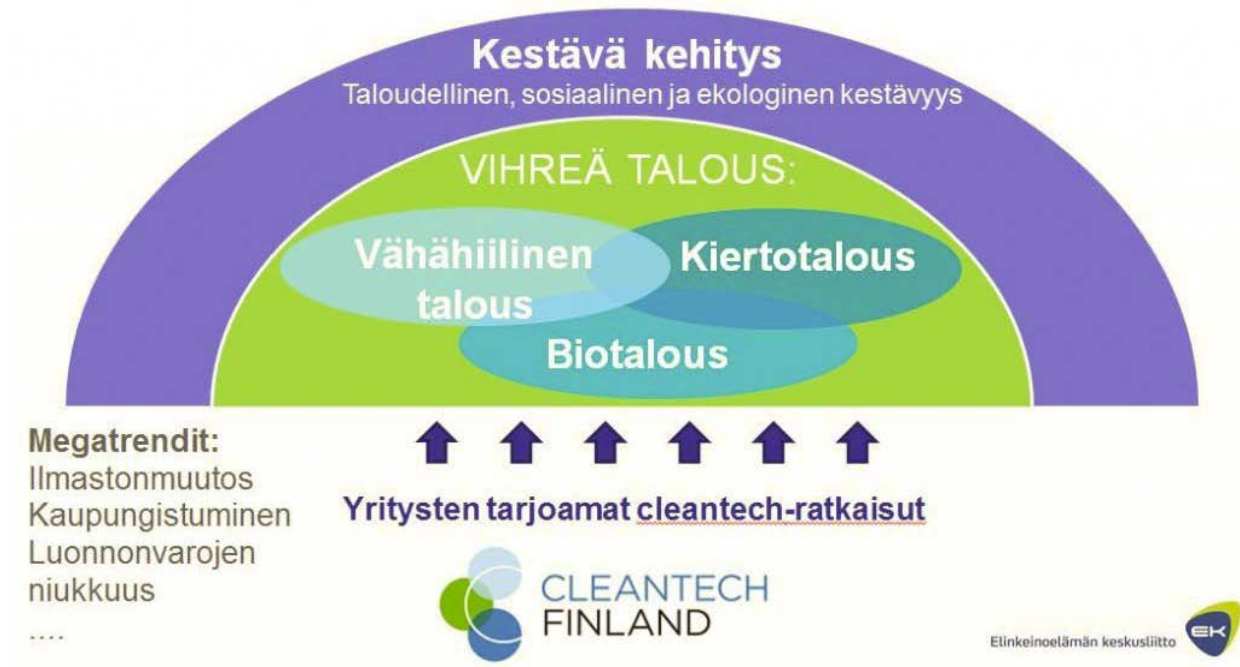 Kestävä kehitys
Taloudellinen, sosiaalinen ja ekologinen kestävyys
VIHREÄ TALOUS:
Vähähiilinen
talous
Kiertotalous
Biotalous
Megatrendit:
Ilmastonmuutos
Kaupungistuminen
Luonnonvarojen
niukkuus
....
Yritysten tarjoamat cleantech-ratkaisut
CLEANTECH
FINLAND
Elinkeinoelämän keskusliitto
EK